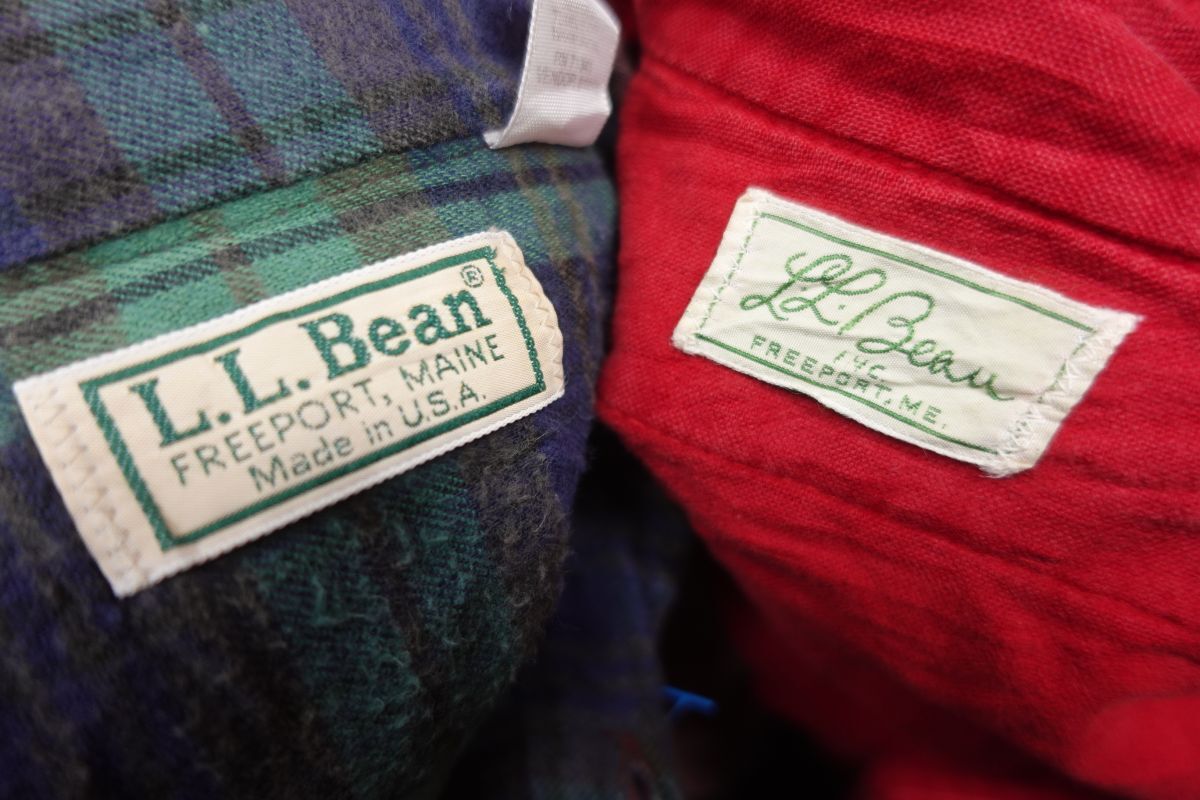 L.L.Bean®
FREEPORT, MAINE
Made in U.S.A.
L.L.Bean
INC.
FREEPORT, ME.